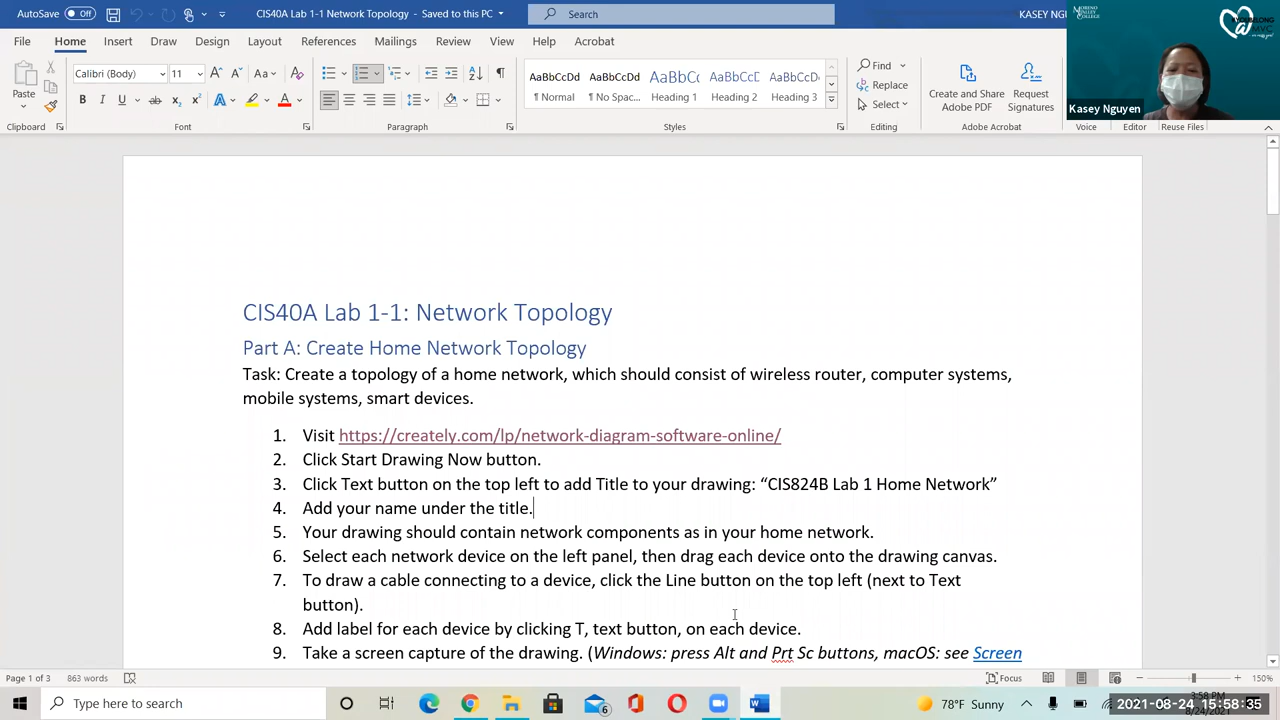 AutoSave Off
CIS40A Lab 1-1 Network Topology - Saved to this PC
Search
KASEY NGU
MORENO VALLEY COLLEGE
File Home Insert Draw Design Layout References Mailings Review View Help Acrobat
Paste
Calibri (Body) 11
AaBbCcDd AaBbCcDd AaBbCc AaBbCcD AaBbCcD
¶ Normal ¶ No Spac... Heading 1 Heading 2 Heading 3
Find
Replace
Select
Create and Share Adobe PDF
Request Signatures
Kasey Nguyen
Clipboard Font Paragraph Styles Editing Adobe Acrobat Voice Editor Reuse Files
CIS40A Lab 1-1: Network Topology
Part A: Create Home Network Topology
Task: Create a topology of a home network, which should consist of wireless router, computer systems,
mobile systems, smart devices.
1. Visit https://creately.com/lp/network-diagram-software-online/
2. Click Start Drawing Now button.
3. Click Text button on the top left to add Title to your drawing: “CIS824B Lab 1 Home Network”
4. Add your name under the title.
5. Your drawing should contain network components as in your home network.
6. Select each network device on the left panel, then drag each device onto the drawing canvas.
7. To draw a cable connecting to a device, click the Line button on the top left (next to Text
button).
8. Add label for each device by clicking T, text button, on each device.
9. Take a screen capture of the drawing. (Windows: press Alt and Prt Sc buttons, macOS: see Screen
Page 1 of 3 863 words Focus 150%
Type here to search
6
78°F Sunny
3:58 PM
2021-08-24 15:58:35
8/24/2021